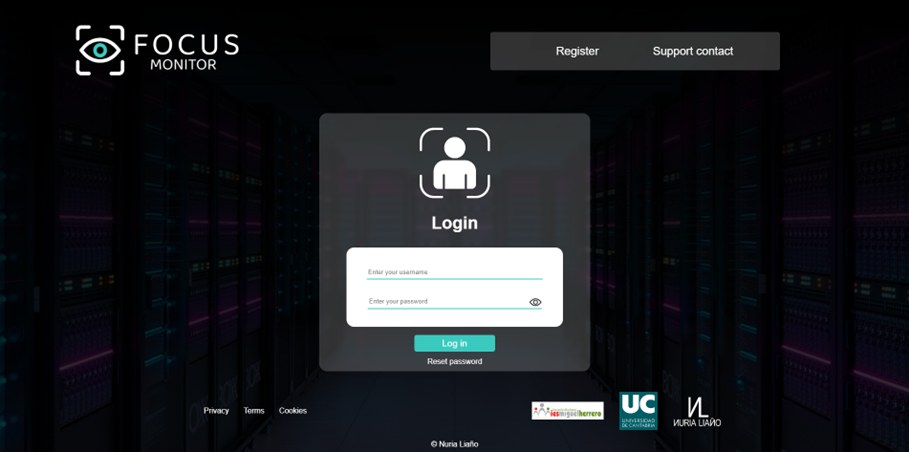 FOCUS
MONITOR
Register
Support contact
Login
Enter your username
Enter your password
Log in
Reset password
Privacy
Terms
Cookies
iesmiguelherrero
UC
UNIVERSIDAD
DE CANTABRIA
NL
NURIA LIAÑO
© Nuria Liaño